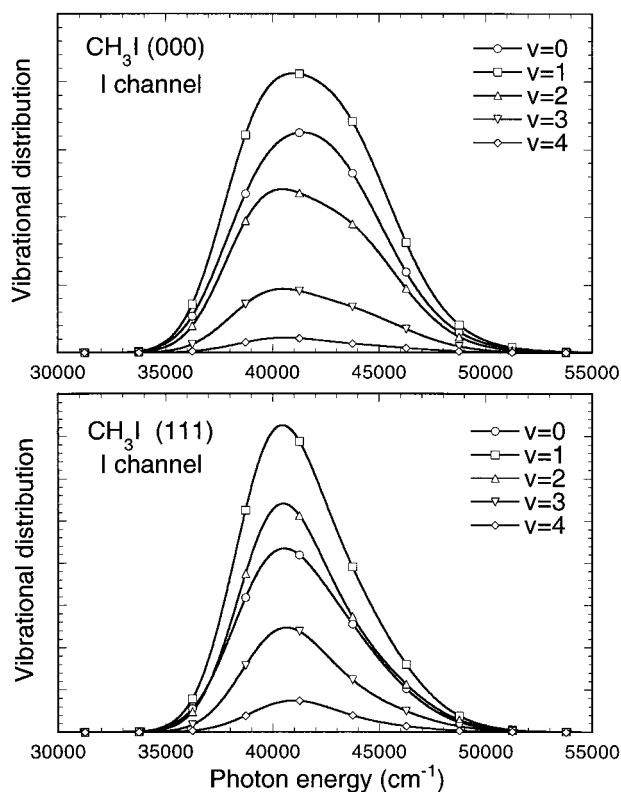 CH₃I (000)
I channel
v=0
v=1
v=2
v=3
v=4
Vibrational distribution
30000 35000 40000 45000 50000 55000
CH₃I (111)
I channel
v=0
v=1
v=2
v=3
v=4
Vibrational distribution
30000 35000 40000 45000 50000 55000
Photon energy (cm⁻¹)